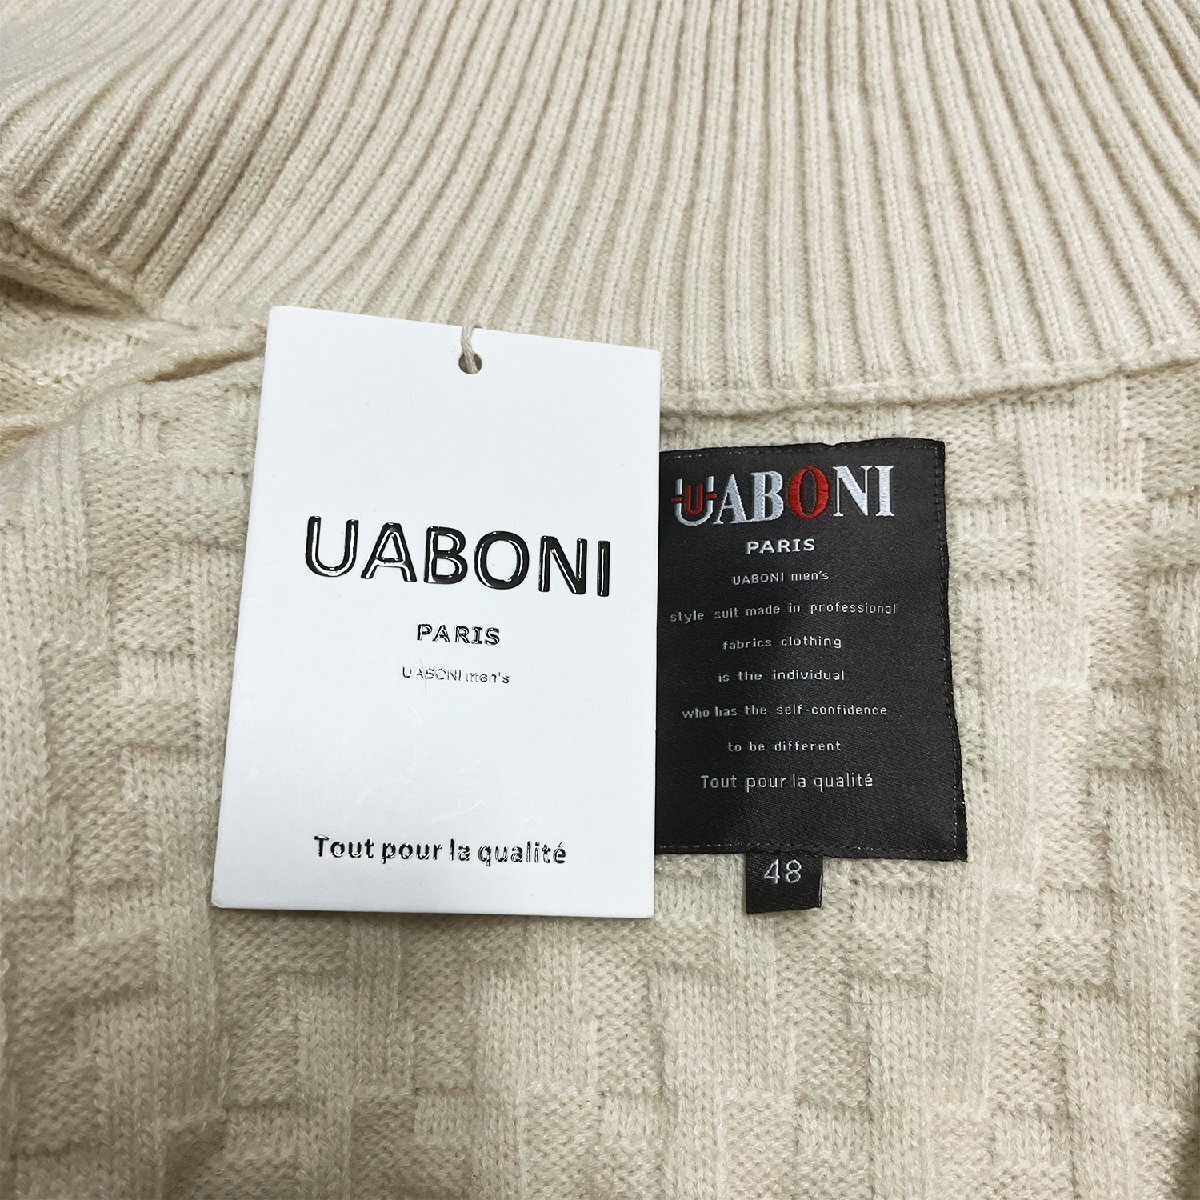 UABONI
PARIS
UABONI men's
Tout pour la qualité
UABONI
PARIS
UABONI men's
style suit made in professional
fabrics clothing
is the individual
who has the self-confidence
to be different
Tout pour la qualité
48